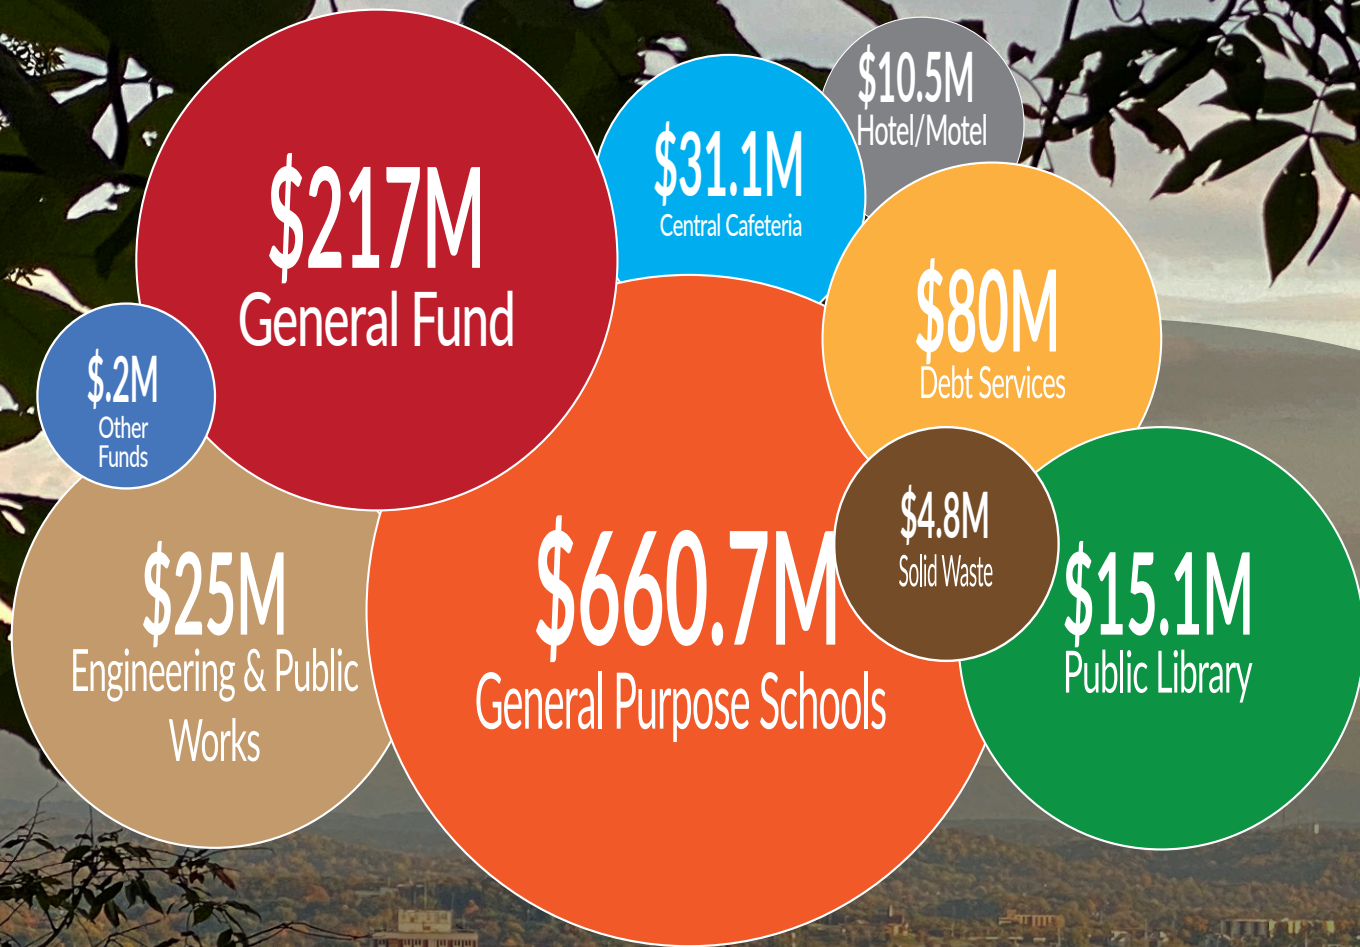 $10.5M
Hotel/Motel
$31.1M
Central Cafeteria
$217M
General Fund
$80M
Debt Services
$.2M
Other
Funds
$4.8M
Solid Waste
$25M
Engineering & Public
Works
$660.7M
General Purpose Schools
$15.1M
Public Library